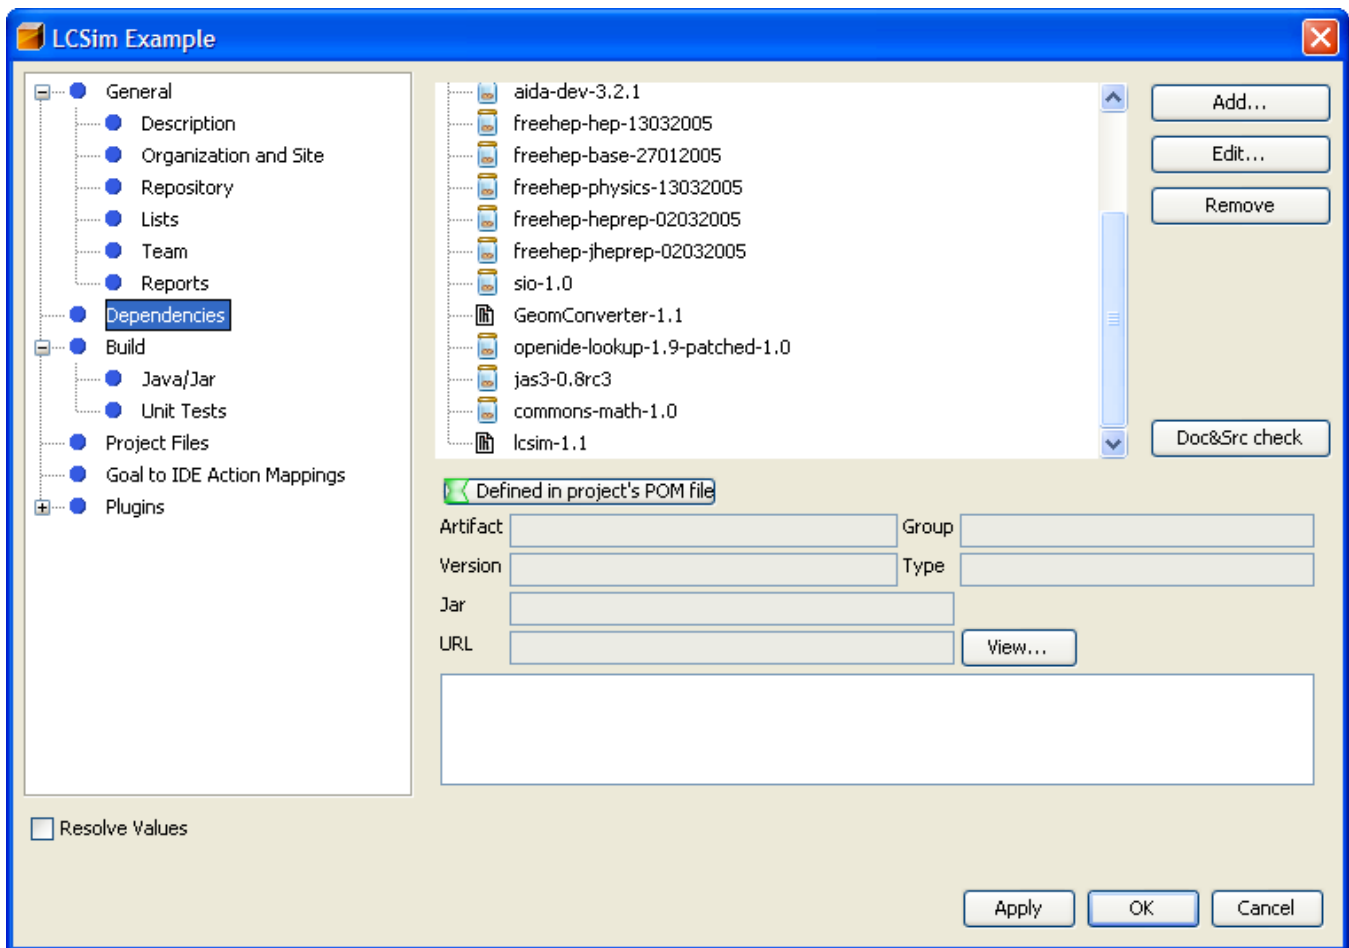 LCSim Example
General
Description
Organization and Site
Repository
Lists
Team
Reports
Dependencies
Build
Java/Jar
Unit Tests
Project Files
Goal to IDE Action Mappings
Plugins
Resolve Values
aida-dev-3.2.1
freehep-hep-13032005
freehep-base-27012005
freehep-physics-13032005
freehep-heprep-02032005
freehep-jheprep-02032005
sio-1.0
GeomConverter-1.1
openide-lookup-1.9-patched-1.0
jas3-0.8rc3
commons-math-1.0
lcsim-1.1
Add...
Edit...
Remove
Doc&Src check
Defined in project's POM file
Artifact Group
Version Type
Jar
URL View...
Apply OK Cancel